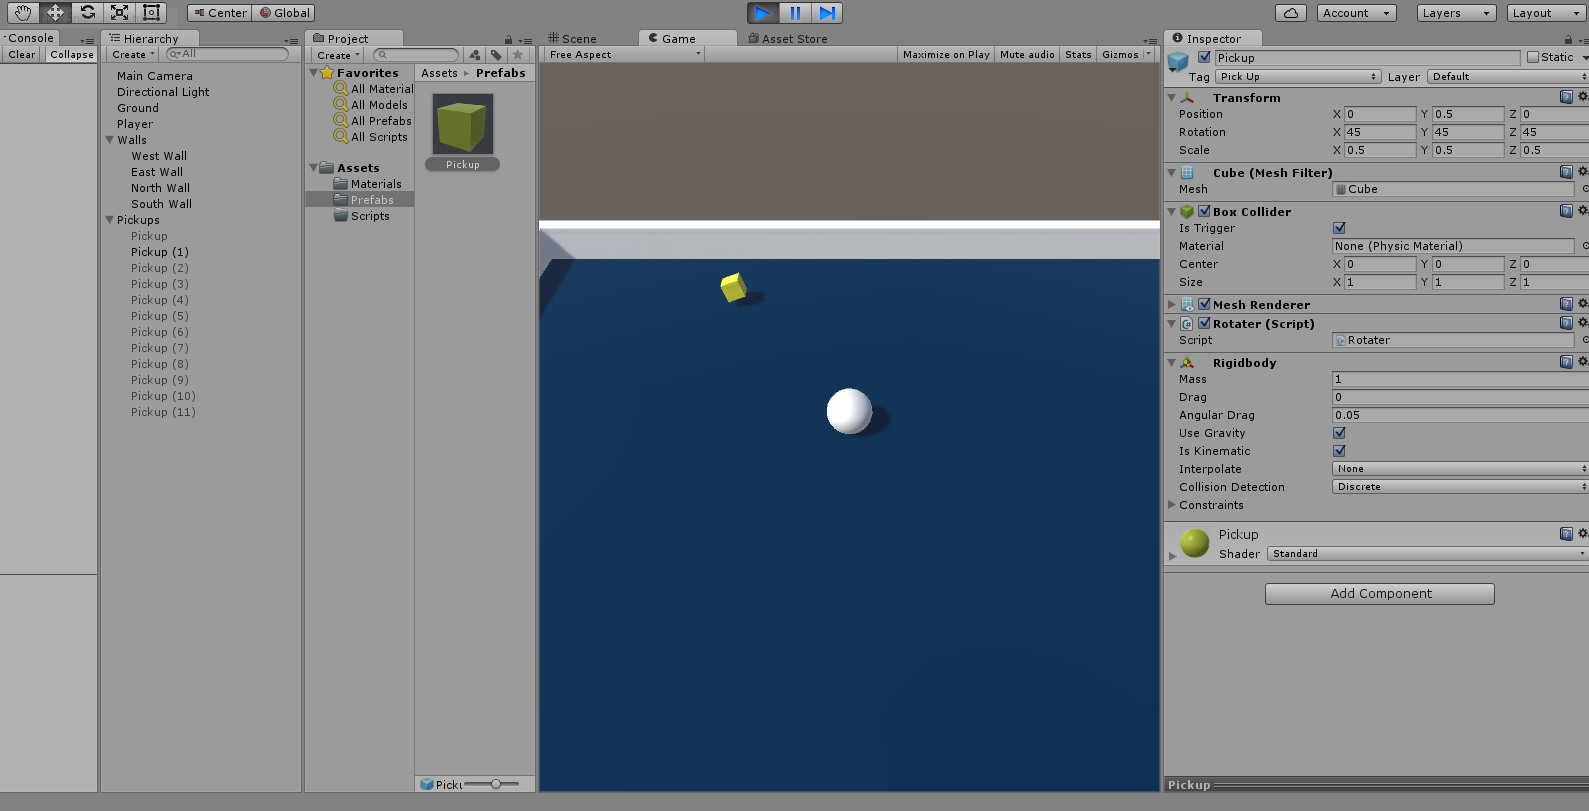 Center
Global
Account
Layers
Layout
Console
Clear
Collapse
Hierarchy
Create
All
Main Camera
Directional Light
Ground
Player
Walls
West Wall
East Wall
North Wall
South Wall
Pickups
Pickup
Pickup (1)
Pickup (2)
Pickup (3)
Pickup (4)
Pickup (5)
Pickup (6)
Pickup (7)
Pickup (8)
Pickup (9)
Pickup (10)
Pickup (11)
Project
Create
Favorites
All Material
All Models
All Prefabs
All Scripts
Assets
Materials
Prefabs
Scripts
Assets ▸ Prefabs
Pickup
Picku
Scene
Game
Asset Store
Free Aspect
Maximize on Play
Mute audio
Stats
Gizmos
Inspector
Pickup
Static
Tag Pick Up Layer Default
Transform
Position X 0 Y 0.5 Z 0
Rotation X 45 Y 45 Z 45
Scale X 0.5 Y 0.5 Z 0.5
Cube (Mesh Filter)
Mesh Cube
Box Collider
Is Trigger
Material None (Physic Material)
Center X 0 Y 0 Z 0
Size X 1 Y 1 Z 1
Mesh Renderer
Rotater (Script)
Script Rotater
Rigidbody
Mass 1
Drag 0
Angular Drag 0.05
Use Gravity
Is Kinematic
Interpolate None
Collision Detection Discrete
Constraints
Pickup
Shader Standard
Add Component
Pickup